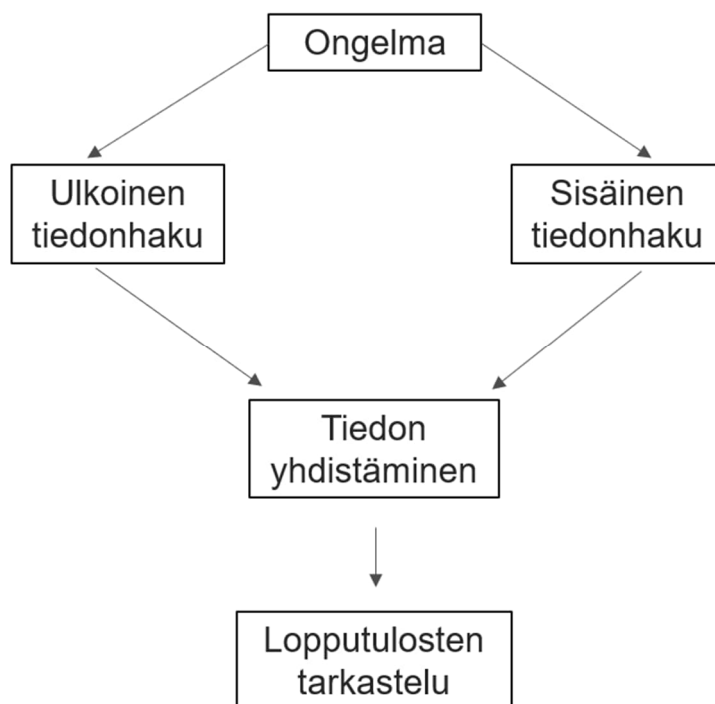 Ongelma
Ulkoinen
tiedonhaku
Sisäinen
tiedonhaku
Tiedon
yhdistäminen
Lopputulosten
tarkastelu